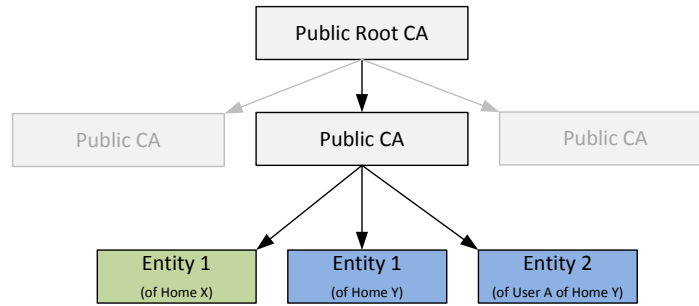 Public Root CA
Public CA
Public CA
Public CA
Entity 1
(of Home X)
Entity 1
(of Home Y)
Entity 2
(of User A of Home Y)